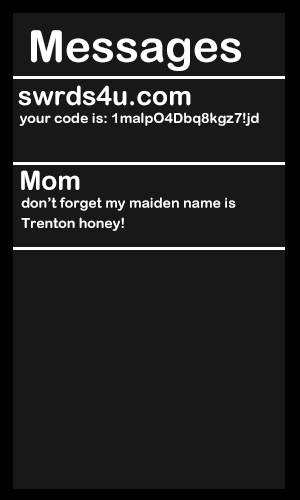 Messages
swrds4u.com
your code is: 1malpO4Dbq8kgz7!jd
Mom
don't forget my maiden name is
Trenton honey!